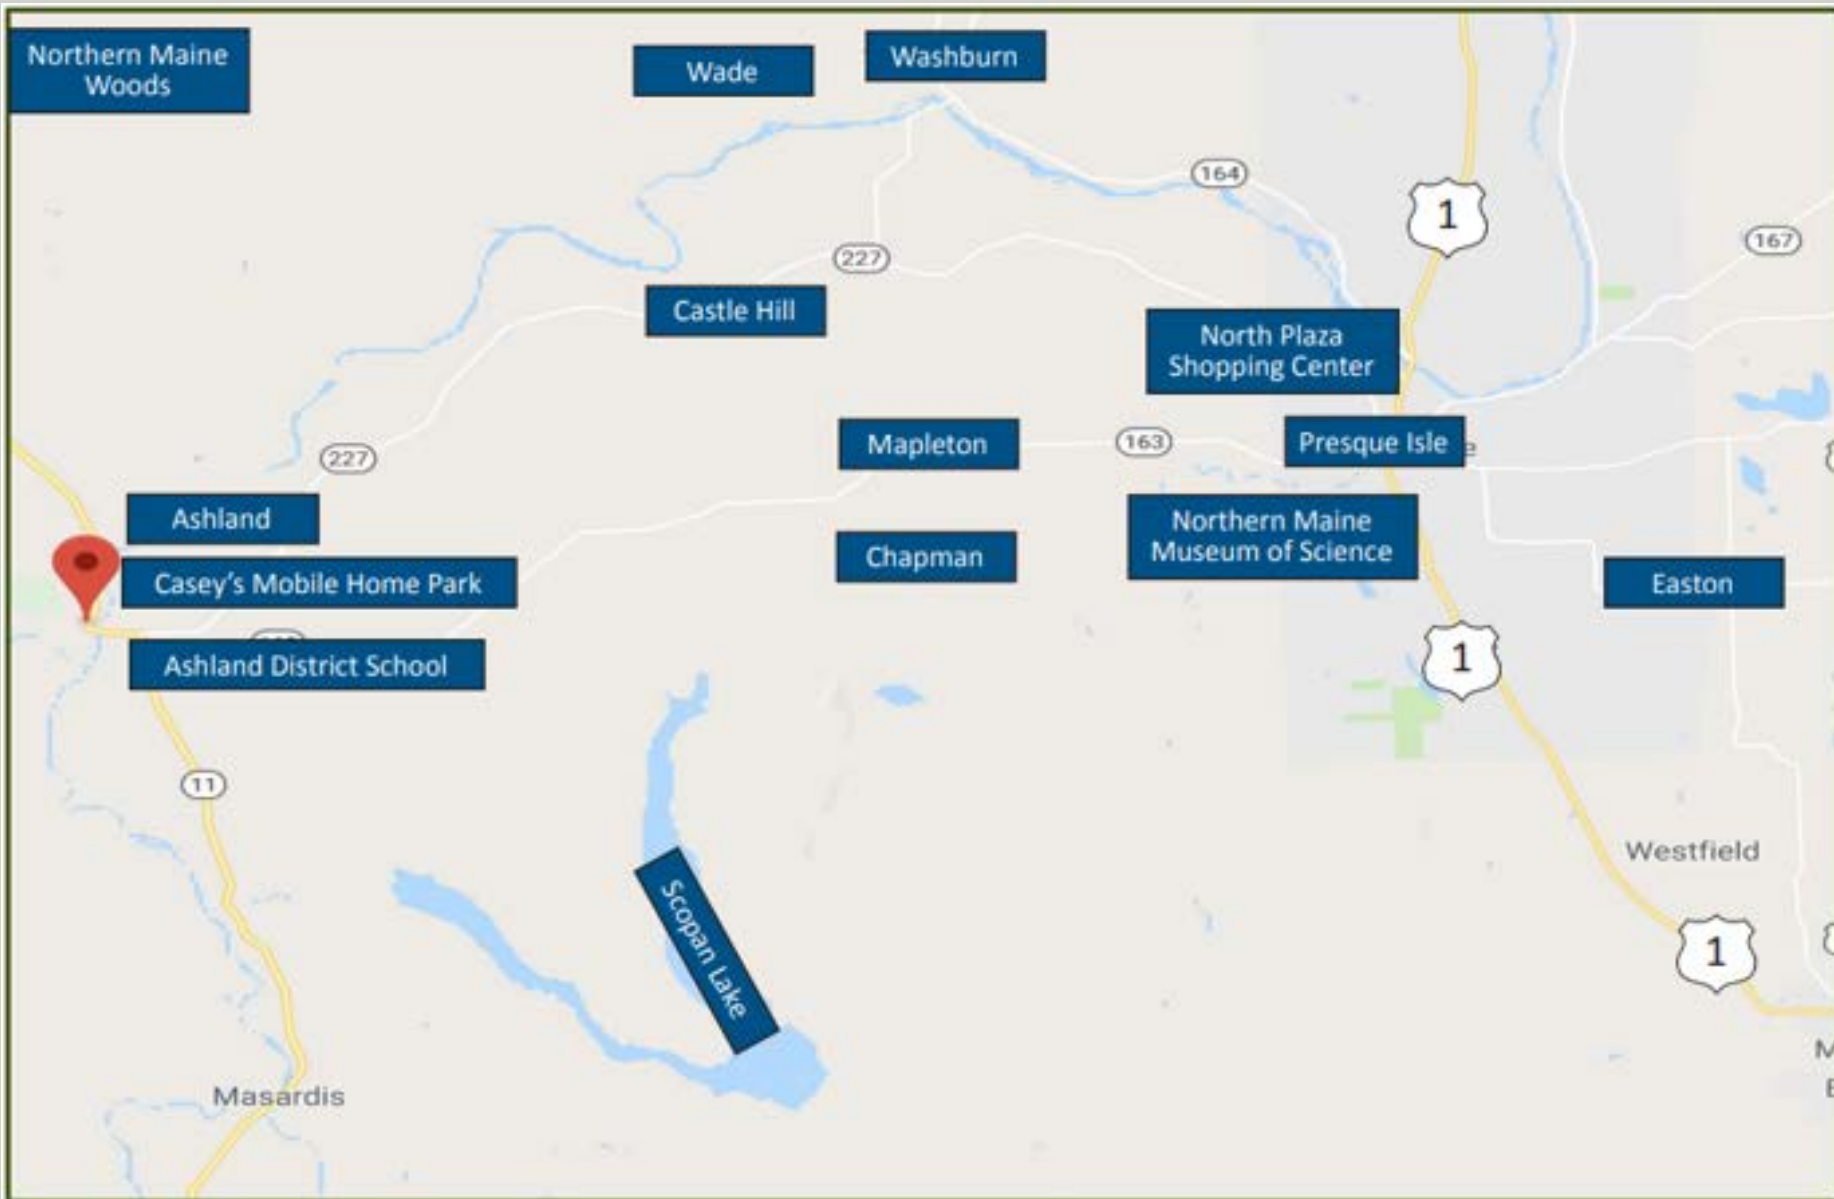 Northern Maine
Woods
Wade
Washburn
164
1
167
227
Castle Hill
North Plaza
Shopping Center
Mapleton
163
Presque Isle
e
227
Ashland
Northern Maine
Museum of Science
Chapman
Casey's Mobile Home Park
Easton
Ashland District School
1
11
Westfield
Scopan Lake
1
Masardis
M
E